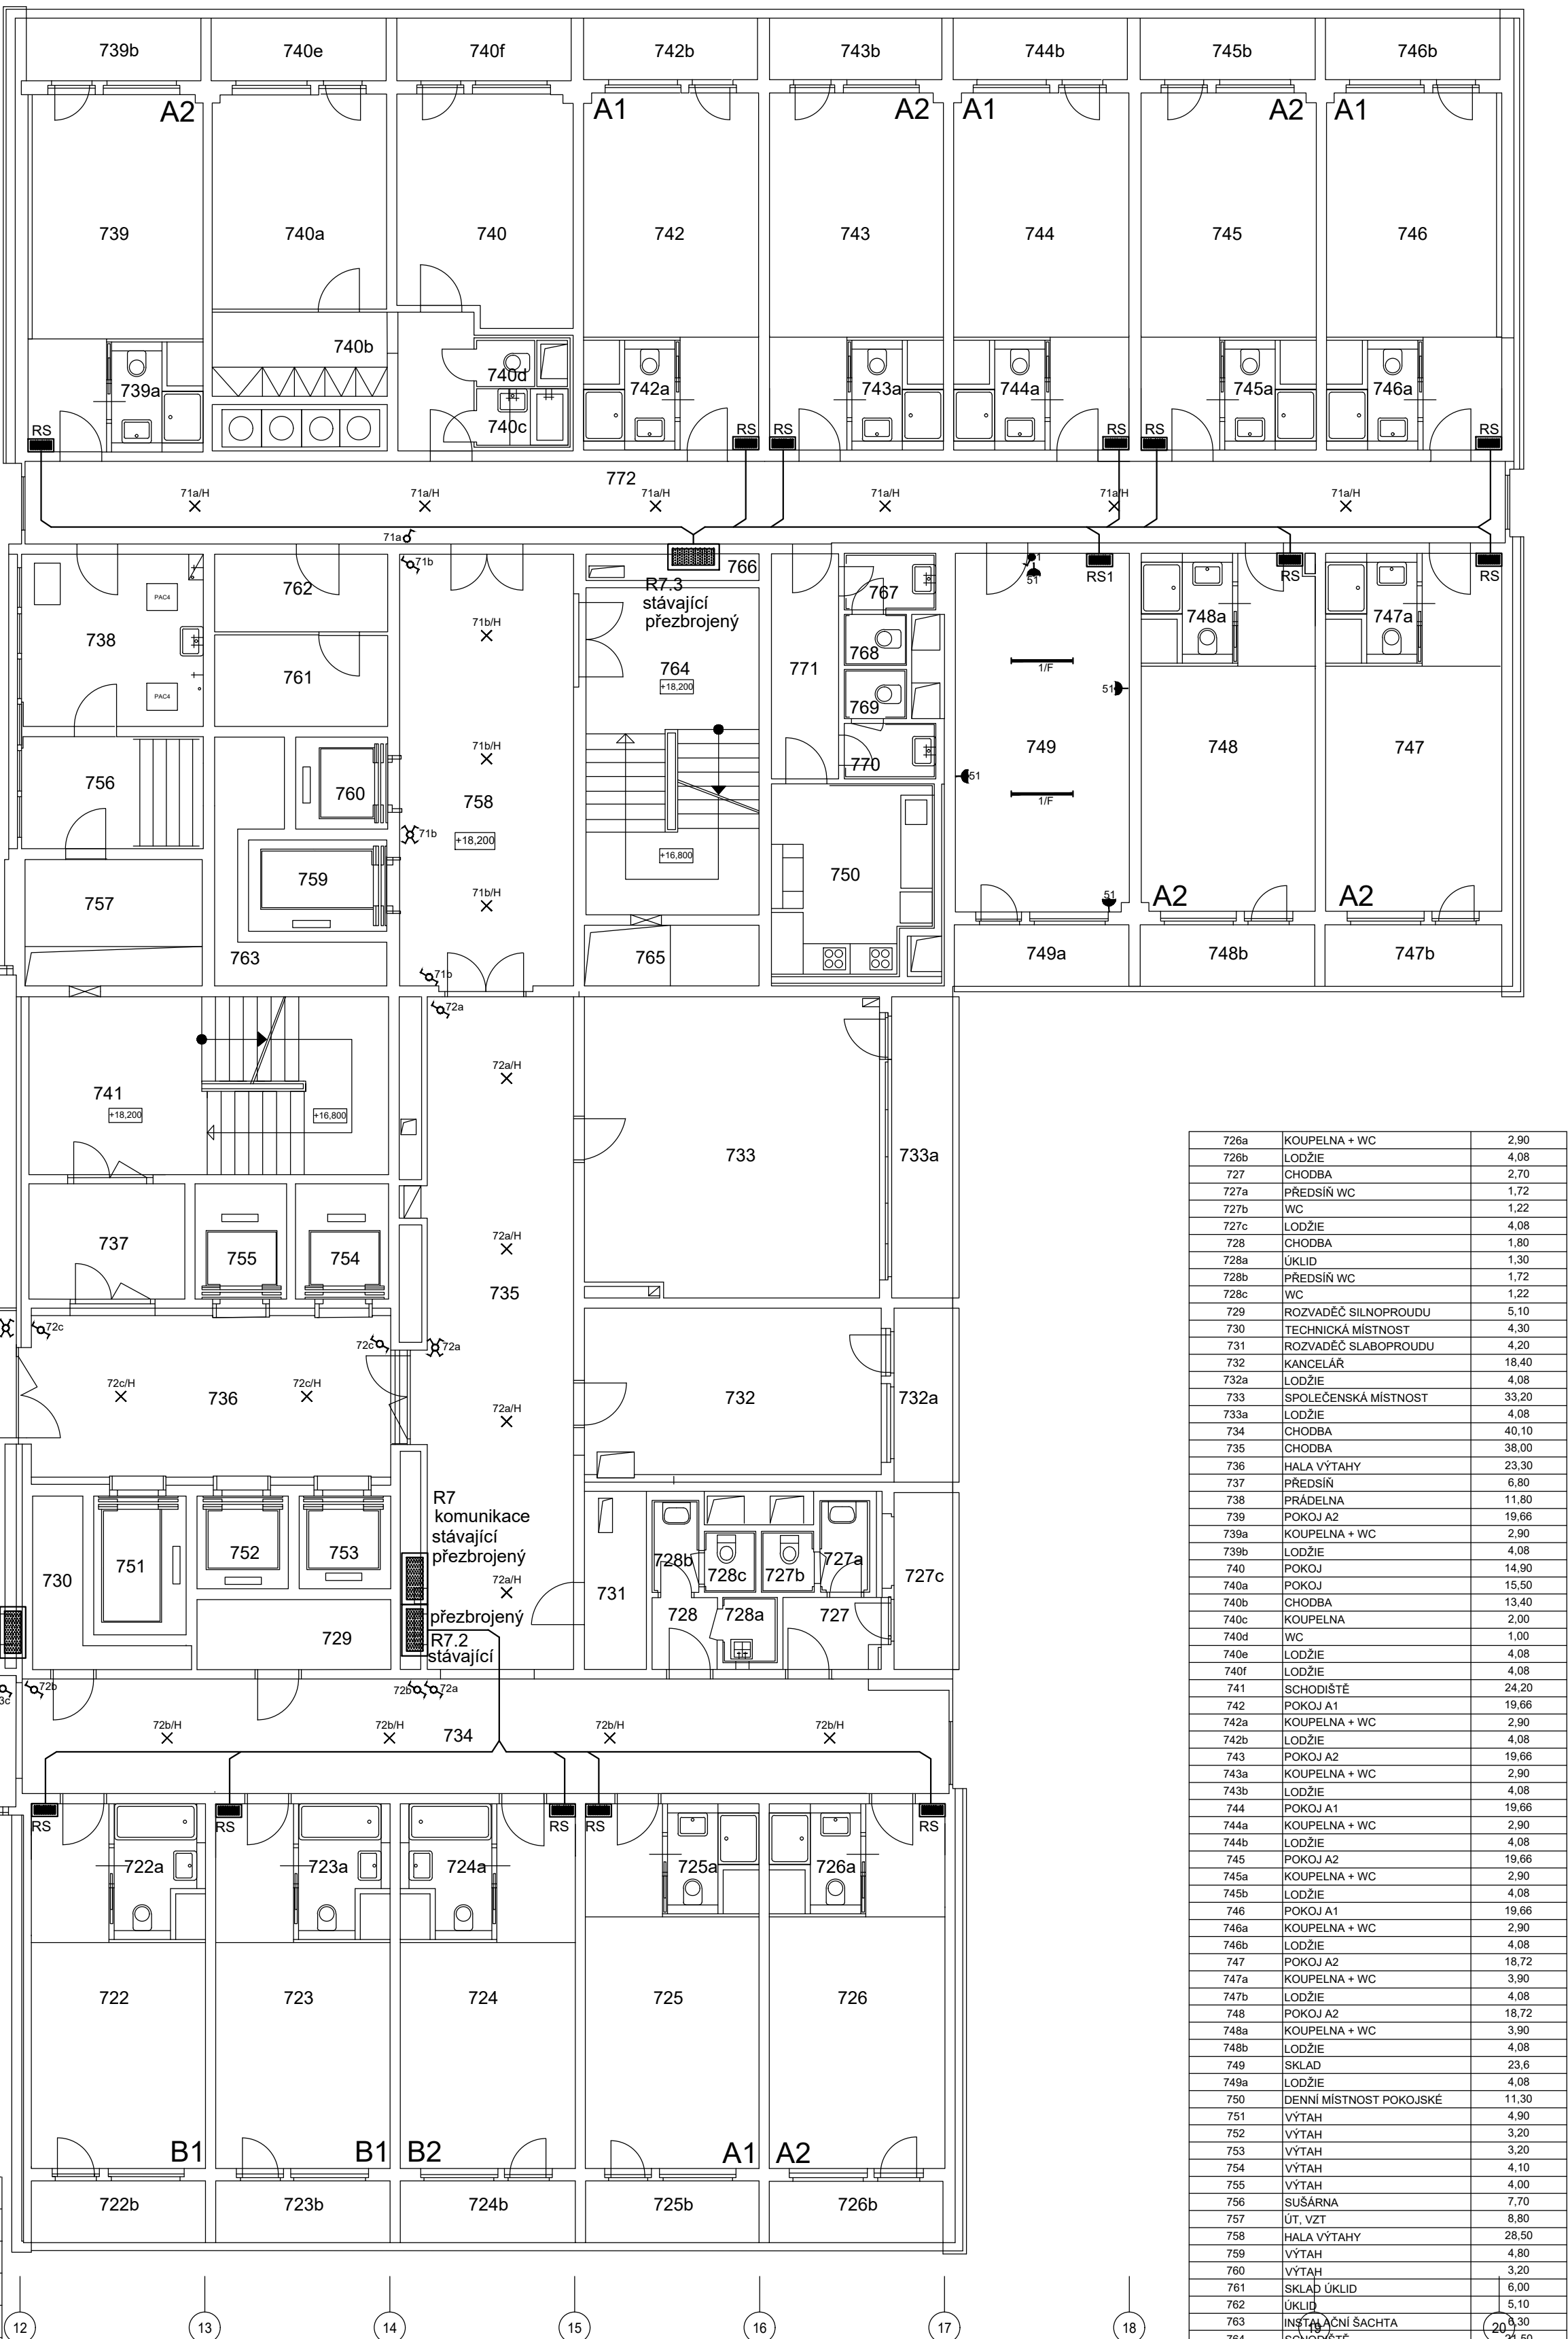 739b 740e 740f 742b 743b 744b 745b 746b
A2 A1 A2 A1 A2 A1
739 740a 740 742 743 744 745 746
740b
739a 740d 742a 743a 744a 745a 746a
740c
RS RS RS RS RS RS
772
71a/H 71a/H 71a/H 71a/H 71a/H 71a/H
71a
71b 766 51
R7.3 RS1 RS RS
stávající
přezbrojený
762 767 51
PAC4
71b/H
738 748a 747a
761 764 771 768
+18,200
1/F
PAC4
769 51
71b/H
749 748 747
756 770
51
760 758
1/F
71b
+18,200
+16,800
759 750
71b/H
757 51
A2 A2
763 765 749a 748b 747b
71b
72a
72a/H
741
+18,200
+16,800
733 733a
737 755 754
72a/H
735
72c
72c 72a
72c/H 72c/H
736 732 732a
72a/H
R7
komunikace
stávající
přezbrojený
751 752 753
728b 727a
728c 727b 727c
730 72a/H 731
přezbrojený
728 728a 727
729
R7.2
stávající
3c
72b 72b 72a
72b/H 72b/H 72b/H 72b/H
734
RS RS RS RS RS
722a 723a 724a 725a 726a
722 723 724 725 726
B1 B1 B2 A1 A2
722b 723b 724b 725b 726b
12 13 14 15 16 17 18 19 20
726a KOUPELNA + WC 2,90
726b LODŽIE 4,08
727 CHODBA 2,70
727a PŘEDSÍŇ WC 1,72
727b WC 1,22
727c LODŽIE 4,08
728 CHODBA 1,80
728a ÚKLID 1,30
728b PŘEDSÍŇ WC 1,72
728c WC 1,22
729 ROZVADĚČ SILNOPROUDU 5,10
730 TECHNICKÁ MÍSTNOST 4,30
731 ROZVADĚČ SLABOPROUDU 4,20
732 KANCELÁŘ 18,40
732a LODŽIE 4,08
733 SPOLEČENSKÁ MÍSTNOST 33,20
733a LODŽIE 4,08
734 CHODBA 40,10
735 CHODBA 38,00
736 HALA VÝTAHY 23,30
737 PŘEDSÍŇ 6,80
738 PRÁDELNA 11,80
739 POKOJ A2 19,66
739a KOUPELNA + WC 2,90
739b LODŽIE 4,08
740 POKOJ 14,90
740a POKOJ 15,50
740b CHODBA 13,40
740c KOUPELNA 2,00
740d WC 1,00
740e LODŽIE 4,08
740f LODŽIE 4,08
741 SCHODIŠTĚ 24,20
742 POKOJ A1 19,66
742a KOUPELNA + WC 2,90
742b LODŽIE 4,08
743 POKOJ A2 19,66
743a KOUPELNA + WC 2,90
743b LODŽIE 4,08
744 POKOJ A1 19,66
744a KOUPELNA + WC 2,90
744b LODŽIE 4,08
745 POKOJ A2 19,66
745a KOUPELNA + WC 2,90
745b LODŽIE 4,08
746 POKOJ A1 19,66
746a KOUPELNA + WC 2,90
746b LODŽIE 4,08
747 POKOJ A2 18,72
747a KOUPELNA + WC 3,90
747b LODŽIE 4,08
748 POKOJ A2 18,72
748a KOUPELNA + WC 3,90
748b LODŽIE 4,08
749 SKLAD 23,6
749a LODŽIE 4,08
750 DENNÍ MÍSTNOST POKOJSKÉ 11,30
751 VÝTAH 4,90
752 VÝTAH 3,20
753 VÝTAH 3,20
754 VÝTAH 4,10
755 VÝTAH 4,00
756 SUŠÁRNA 7,70
757 ÚT, VZT 8,80
758 HALA VÝTAHY 28,50
759 VÝTAH 4,80
760 VÝTAH 3,20
761 SKLAD ÚKLID 6,00
762 ÚKLID 5,10
763 INSTALAČNÍ ŠACHTA 6,30